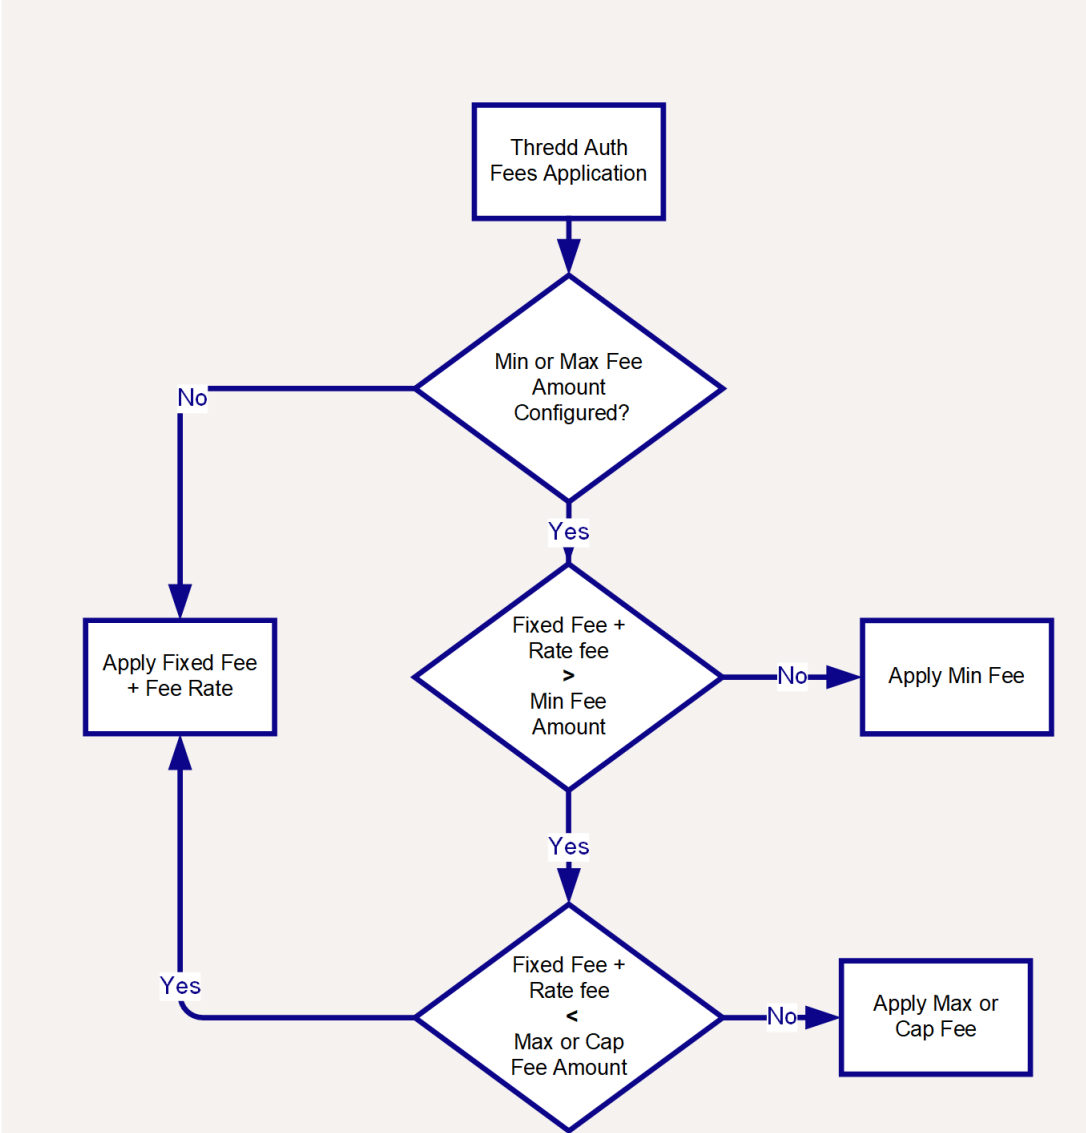 Thredd Auth
Fees Application
Min or Max Fee
Amount
Configured?
No
Yes
Fixed Fee +
Rate fee
>
Min Fee
Amount
No
Apply Min Fee
Apply Fixed Fee
+ Fee Rate
Yes
Fixed Fee +
Rate fee
<
Max or Cap
Fee Amount
Yes
No
Apply Max or
Cap Fee